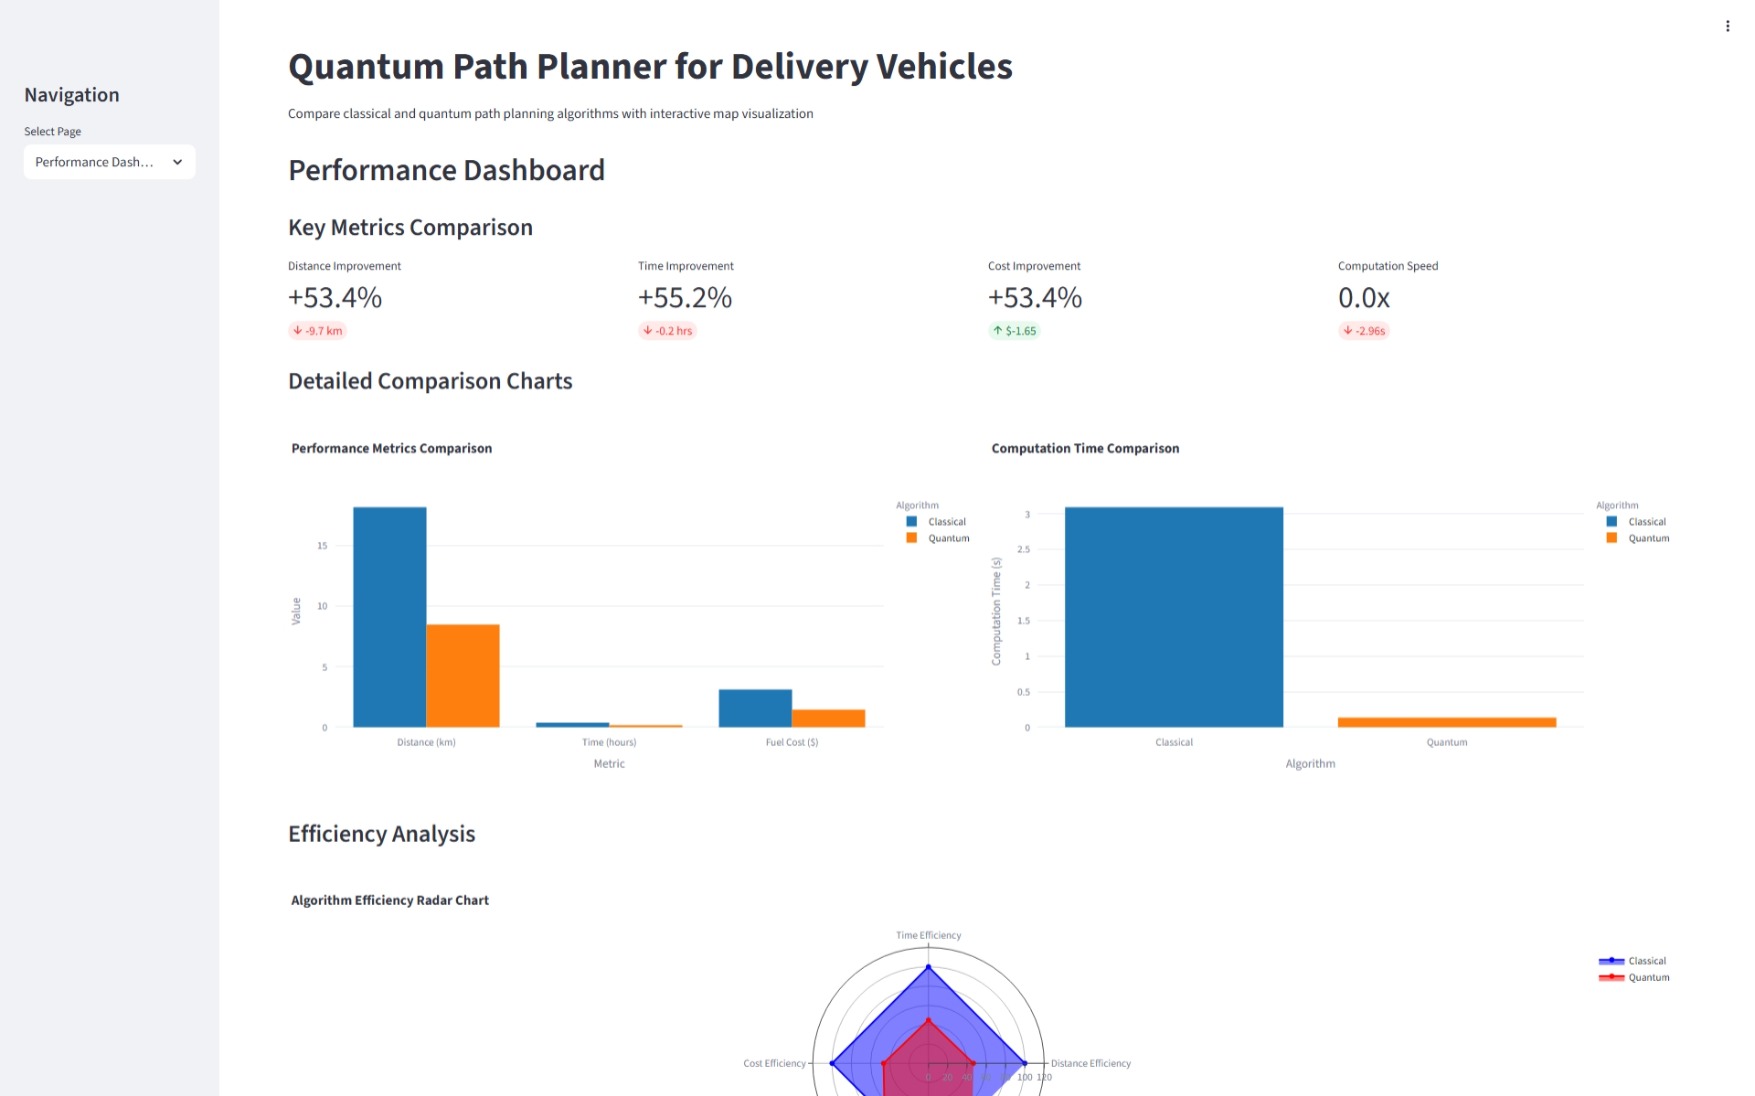 Navigation
Select Page
Performance Dash...
Quantum Path Planner for Delivery Vehicles
Compare classical and quantum path planning algorithms with interactive map visualization
Performance Dashboard
Key Metrics Comparison
Distance Improvement
+53.4%
-9.7 km
Time Improvement
+55.2%
-0.2 hrs
Cost Improvement
+53.4%
$-1.65
Computation Speed
0.0x
-2.96s
Detailed Comparison Charts
Performance Metrics Comparison
Value
15
10
5
0
Distance (km)
Time (hours)
Fuel Cost ($)
Metric
Algorithm
Classical
Quantum
Computation Time Comparison
Computation Time (s)
3
2.5
2
1.5
1
0.5
0
Classical
Quantum
Algorithm
Algorithm
Classical
Quantum
Efficiency Analysis
Algorithm Efficiency Radar Chart
Time Efficiency
Cost Efficiency
Distance Efficiency
0 20 100 120
Classical
Quantum